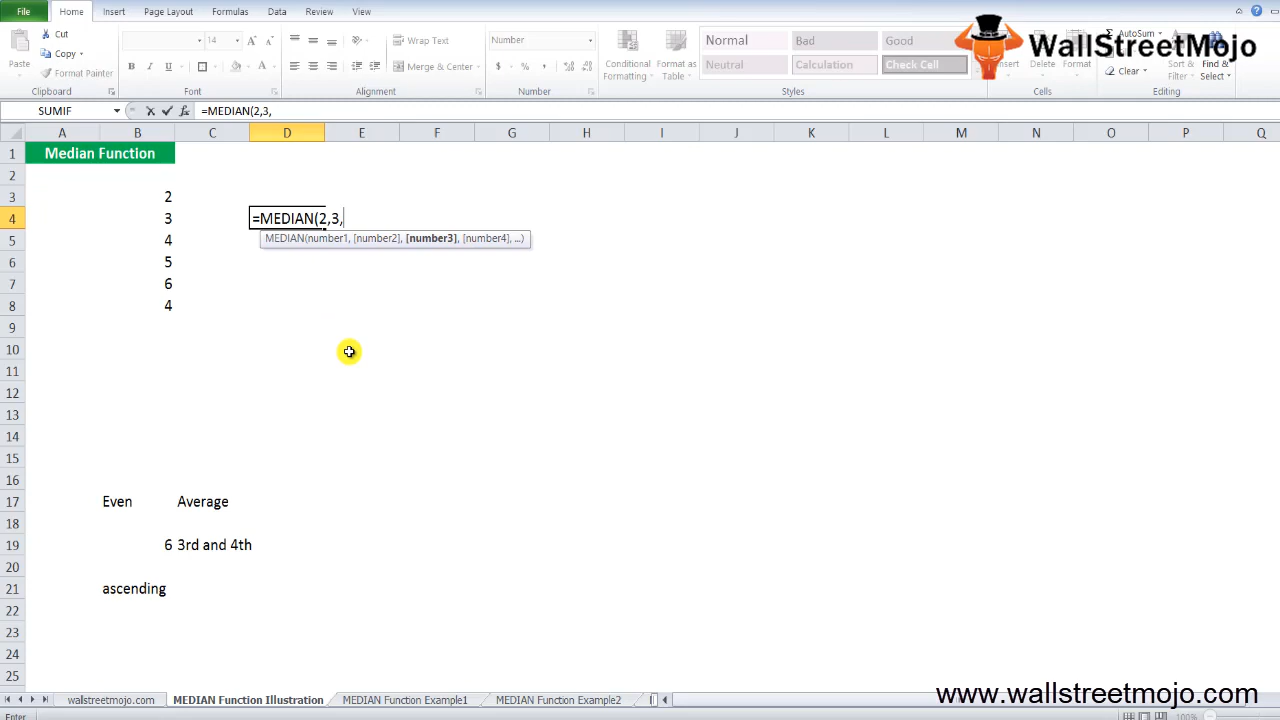 File Home Insert Page Layout Formulas Data Review View
WallStreetMojo
Paste Cut Copy Format Painter Clipboard
14 B I U Font
Wrap Text Merge & Center Alignment
Number $ % , Number
Conditional Formatting Format as Table
Normal Bad Good
Neutral Calculation Check Cell
Styles
Insert Delete Format Cells
AutoSum Clear Sort & Filter Find & Select Editing
SUMIF fx =MEDIAN(2,3,
A B C D E F G H I J K L M N O P Q
1 Median Function
2
3 2
4 3 =MEDIAN(2,3,
MEDIAN(number1, [number2], [number3], [number4], ...)
5 4
6 5
7 6
8 4
9
10
11
12
13
14
15
16
17 Even Average
18
19 6 3rd and 4th
20
21 ascending
22
23
24
25
wallstreetmojo.com MEDIAN Function Illustration MEDIAN Function Example1 MEDIAN Function Example2
www.wallstreetmojo.com
Enter 100%